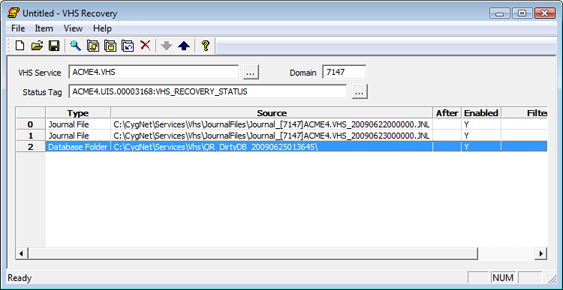 Untitled - VHS Recovery
File Item View Help
VHS Service ACME4.VHS ... Domain 7147
Status Tag ACME4.UIS.00003168:VHS_RECOVERY_STATUS ...
Type Source After Enabled Filter
0 Journal File C:\CygNet\Services\Vhs\JournalFiles\Journal_[7147]ACME4.VHS_20090622000000.JNL Y
1 Journal File C:\CygNet\Services\Vhs\JournalFiles\Journal_[7147]ACME4.VHS_20090623000000.JNL Y
2 Database Folder C:\CygNet\Services\Vhs\QR_DirtyDB_20090625013645\ Y
Ready NUM